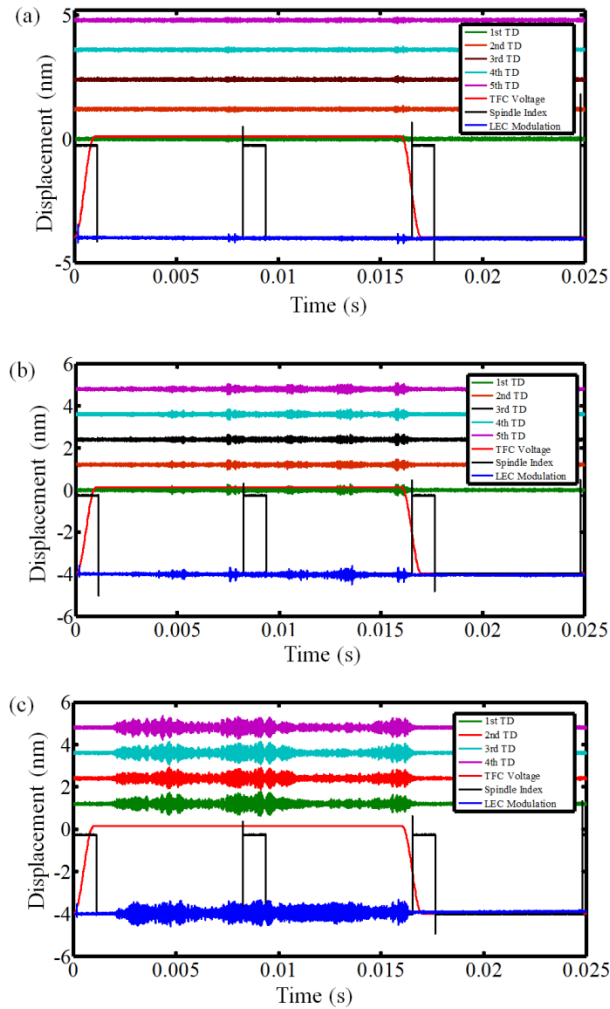 (a)
5
0
-5
Displacement (nm)
1st TD
2nd TD
3rd TD
4th TD
5th TD
TFC Voltage
Spindle Index
LEC Modulation
0 0.005 0.01 0.015 0.02 0.025
Time (s)
(b)
6
4
2
0
-2
-4
-6
Displacement (nm)
1st TD
2nd TD
3rd TD
4th TD
5th TD
TFC Voltage
Spindle Index
LEC Modulation
0 0.005 0.01 0.015 0.02 0.025
Time (s)
(c)
6
4
2
0
-2
-4
-6
Displacement (nm)
1st TD
2nd TD
3rd TD
4th TD
TFC Voltage
Spindle Index
LEC Modulation
0 0.005 0.01 0.015 0.02 0.025
Time (s)